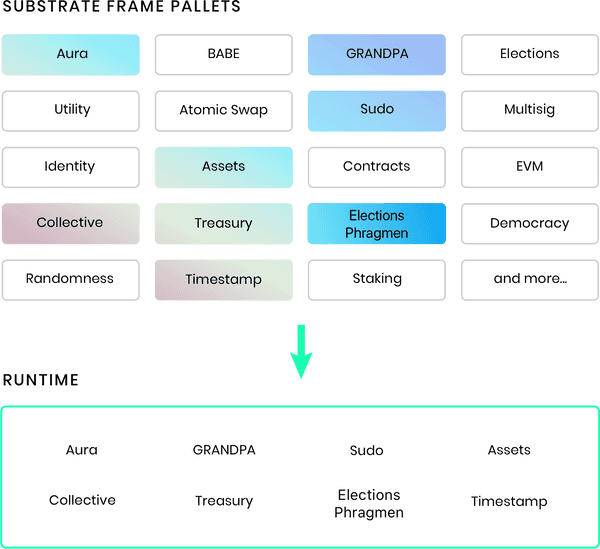 SUBSTRATE FRAME PALLETS
Aura
BABE
GRANDPA
Elections
Utility
Atomic Swap
Sudo
Multisig
Identity
Assets
Contracts
EVM
Collective
Treasury
Elections
Phragmen
Democracy
Randomness
Timestamp
Staking
and more...
RUNTIME
Aura
GRANDPA
Sudo
Assets
Collective
Treasury
Elections
Phragmen
Timestamp